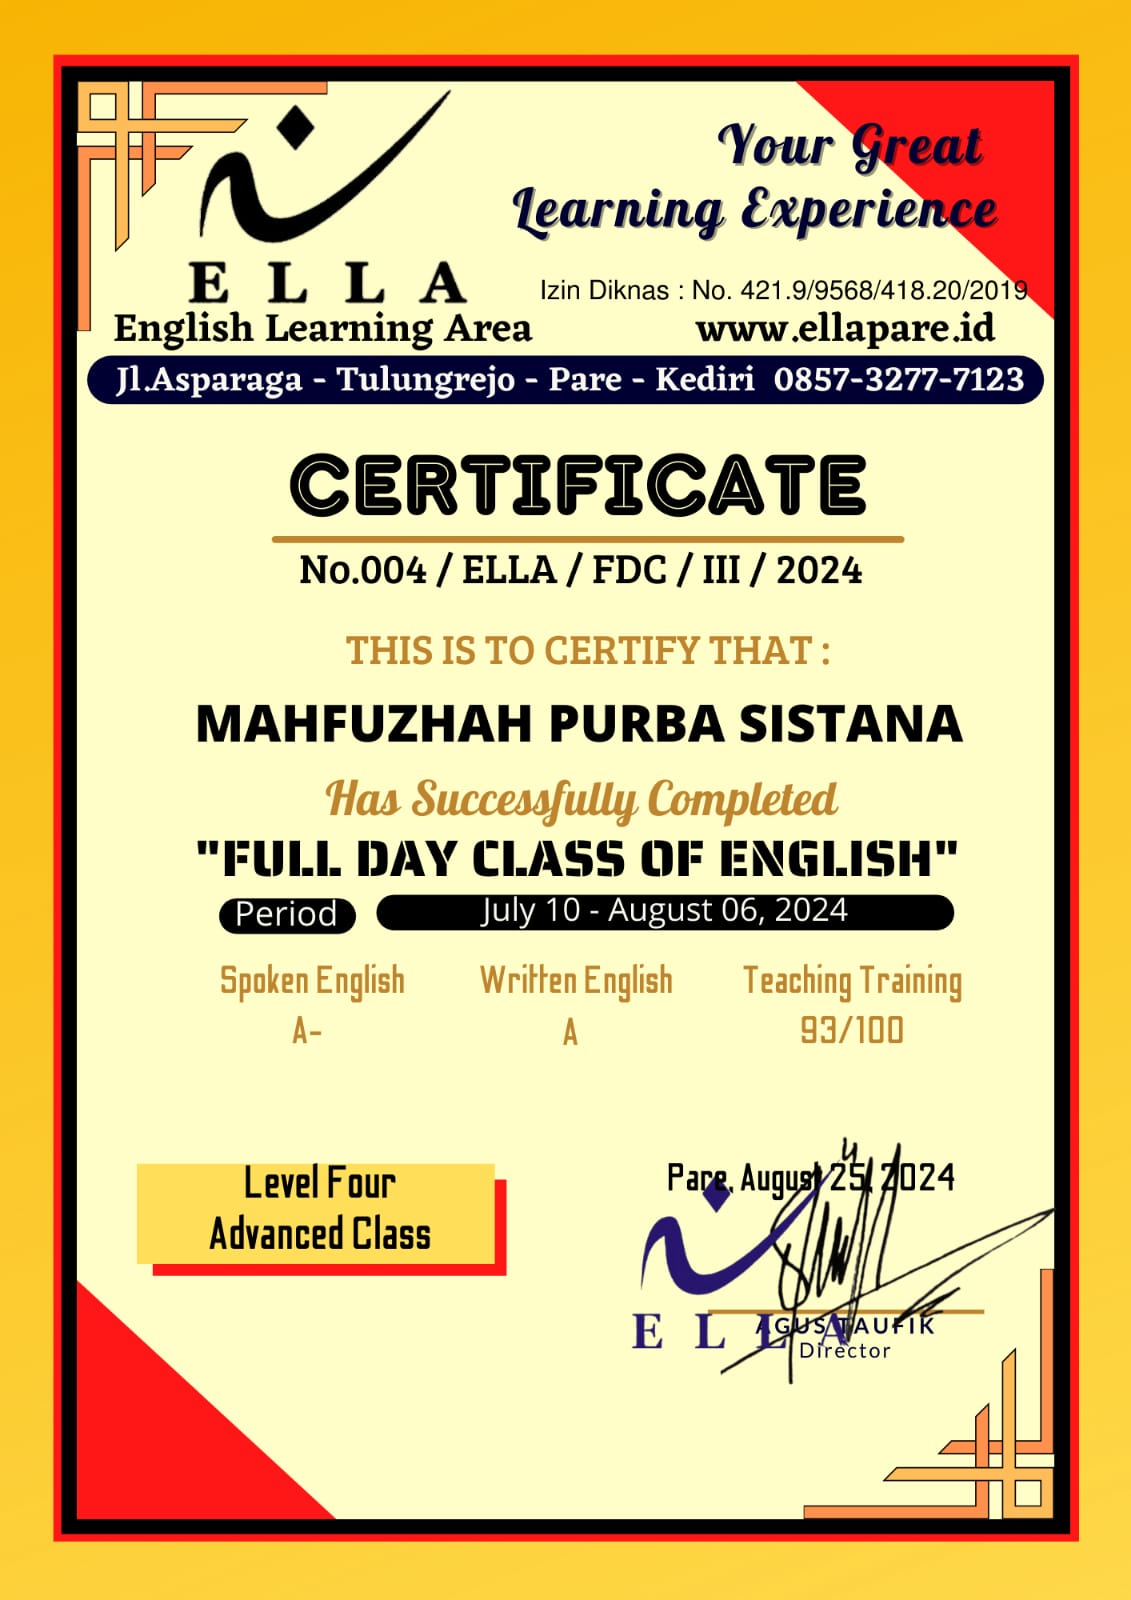 Your Great
Learning Experience
E L L A
English Learning Area
Izin Diknas : No. 421.9/9568/418.20/2019
www.ellapare.id
Jl.Asparaga - Tulungrejo - Pare - Kediri 0857-3277-7123
CERTIFICATE
No.004 / ELLA / FDC / III / 2024
THIS IS TO CERTIFY THAT :
MAHFUZHAH PURBA SISTANA
Has Successfully Completed
"FULL DAY CLASS OF ENGLISH"
Period July 10 - August 06, 2024
Spoken English Written English Teaching Training
A- A 93/100
Level Four
Advanced Class
Pare, August 25, 2024
E L L A
AGUS TAUFIK
Director